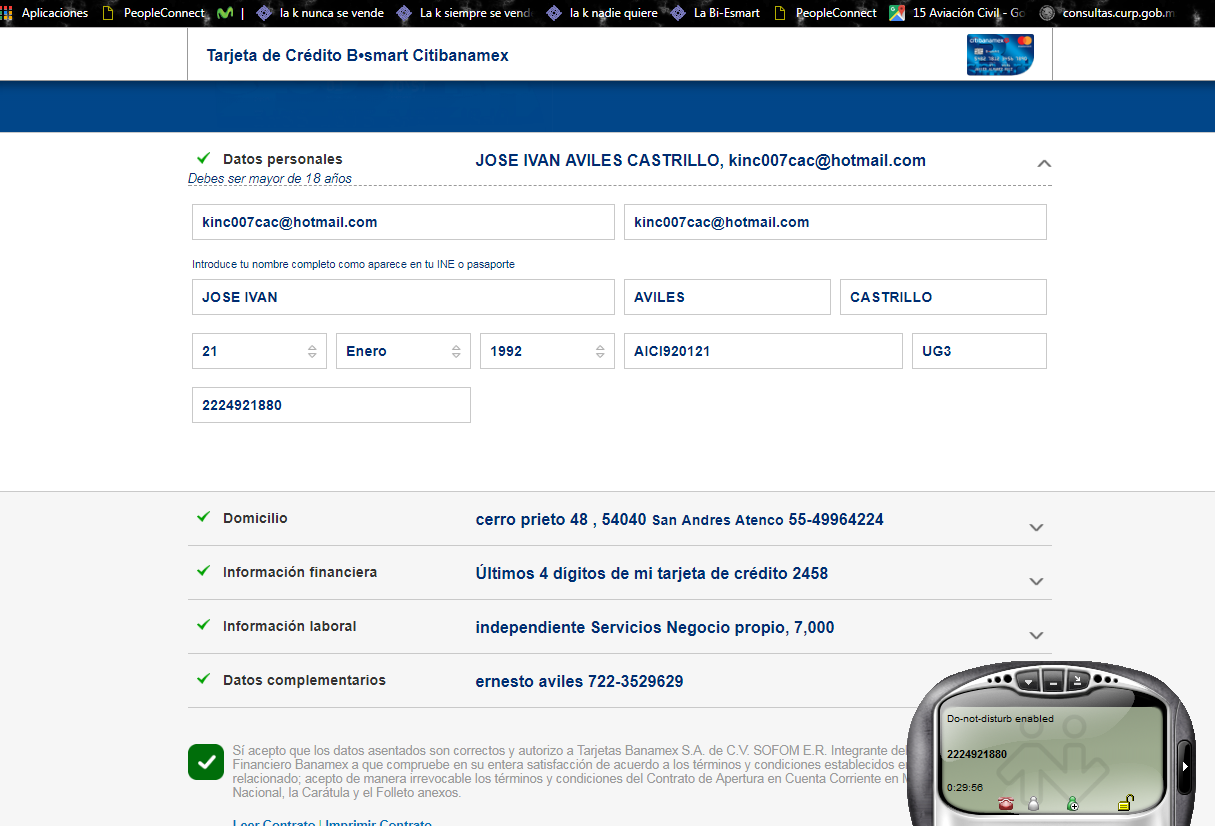 Aplicaciones PeopleConnect | la k nunca se vende La k siempre se vend la k nadie quiere La Bi-Esmart PeopleConnect 15 Aviación Civil - Go consultas.curp.gob.m
Tarjeta de Crédito B•smart Citibanamex
citibanamex
Datos personales JOSE IVAN AVILES CASTRILLO, kinc007cac@hotmail.com
Debes ser mayor de 18 años
kinc007cac@hotmail.com kinc007cac@hotmail.com
Introduce tu nombre completo como aparece en tu INE o pasaporte
JOSE IVAN AVILES CASTRILLO
21 Enero 1992 AICI920121 UG3
2224921880
Domicilio cerro prieto 48 , 54040 San Andres Atenco 55-49964224
Información financiera Últimos 4 dígitos de mi tarjeta de crédito 2458
Información laboral independiente Servicios Negocio propio, 7,000
Datos complementarios ernesto aviles 722-3529629
Sí acepto que los datos asentados son correctos y autorizo a Tarjetas Banamex S.A. de C.V. SOFOM E.R. Integrante del
Financiero Banamex a que compruebe en su entera satisfacción de acuerdo a los términos y condiciones establecidos e
relacionado; acepto de manera irrevocable los términos y condiciones del Contrato de Apertura en Cuenta Corriente en M
Nacional, la Carátula y el Folleto anexos.
Leer Contrato | Imprimir Contrato
Do-not-disturb enabled
2224921880
0:29:56